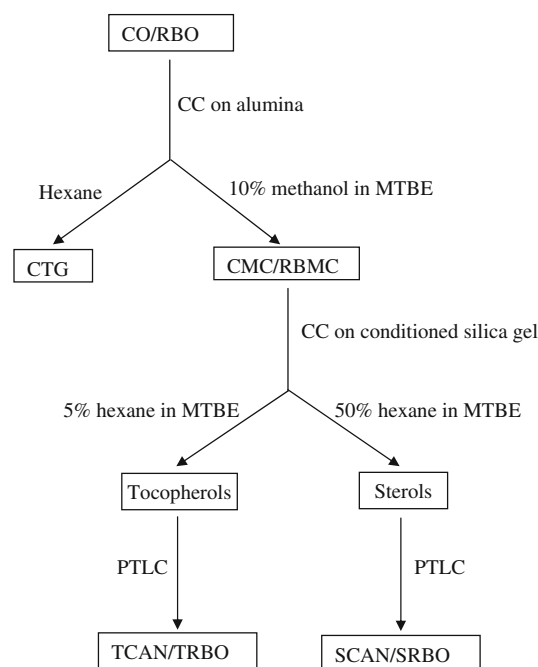 CO/RBO
CC on alumina
Hexane
10% methanol in MTBE
CTG
CMC/RBMC
CC on conditioned silica gel
5% hexane in MTBE
50% hexane in MTBE
Tocopherols
Sterols
PTLC
PTLC
TCAN/TRBO
SCAN/SRBO